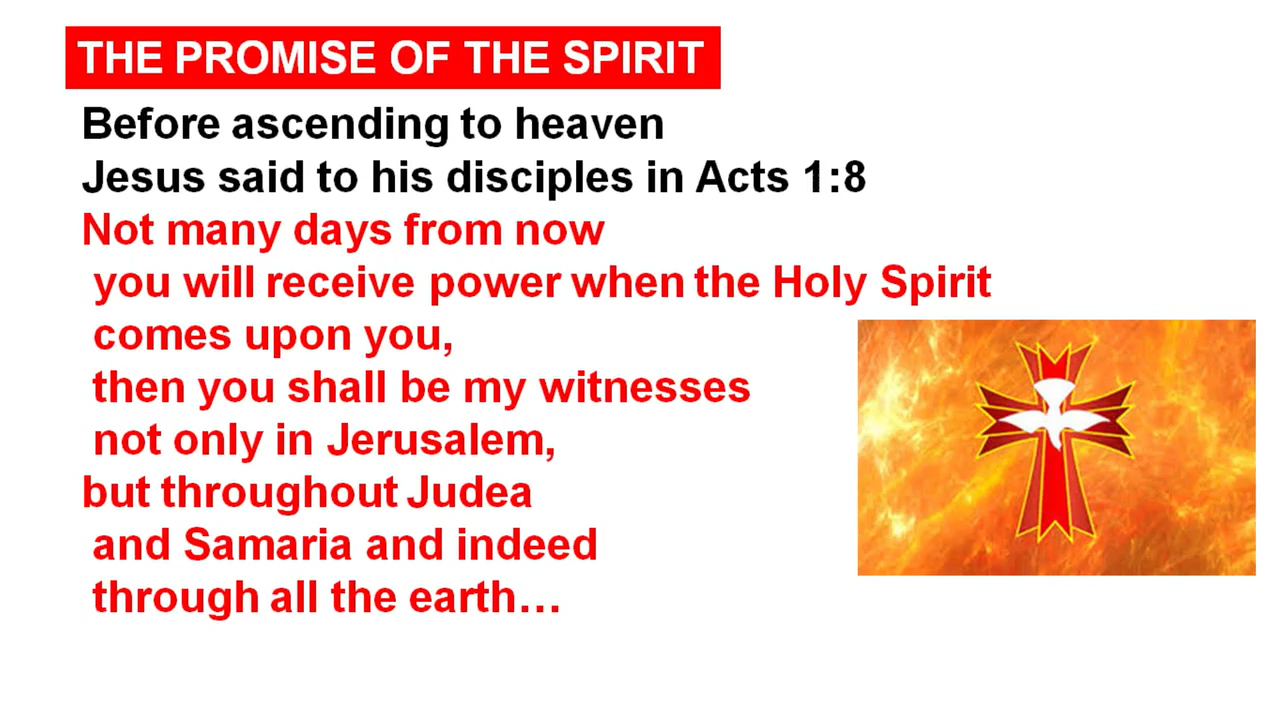 THE PROMISE OF THE SPIRIT
Before ascending to heaven
Jesus said to his disciples in Acts 1:8
Not many days from now
you will receive power when the Holy Spirit
comes upon you,
then you shall be my witnesses
not only in Jerusalem,
but throughout Judea
and Samaria and indeed
through all the earth…